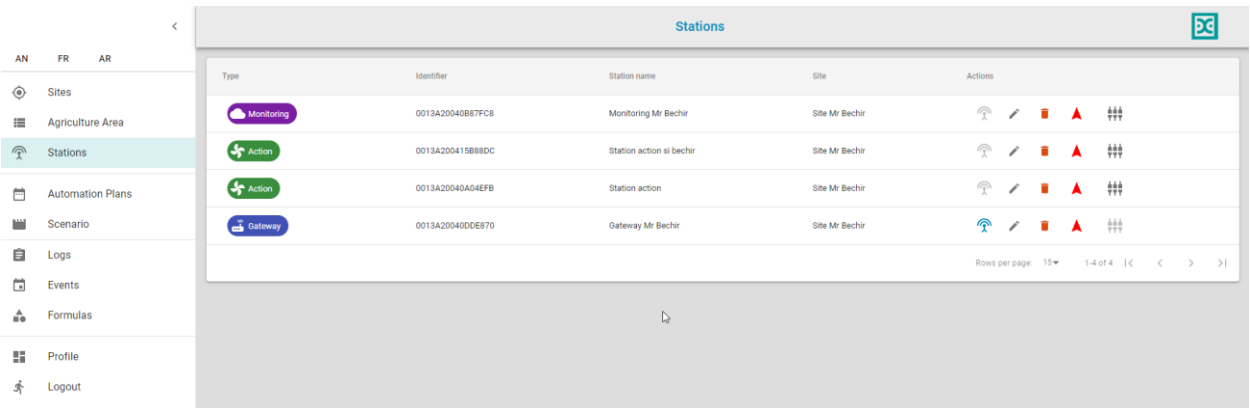 Stations
AN FR AR
Sites
Agriculture Area
Stations
Automation Plans
Scenario
Logs
Events
Formulas
Profile
Logout
Type Identifier Station name Site Actions
Monitoring 0013A20040B87FC8 Monitoring Mr Bechir Site Mr Bechir
Action 0013A200415B88DC Station action si bechir Site Mr Bechir
Action 0013A20040A04EFB Station action Site Mr Bechir
Gateway 0013A20040DDE870 Gateway Mr Bechir Site Mr Bechir
Rows per page: 15 1-4 of 4